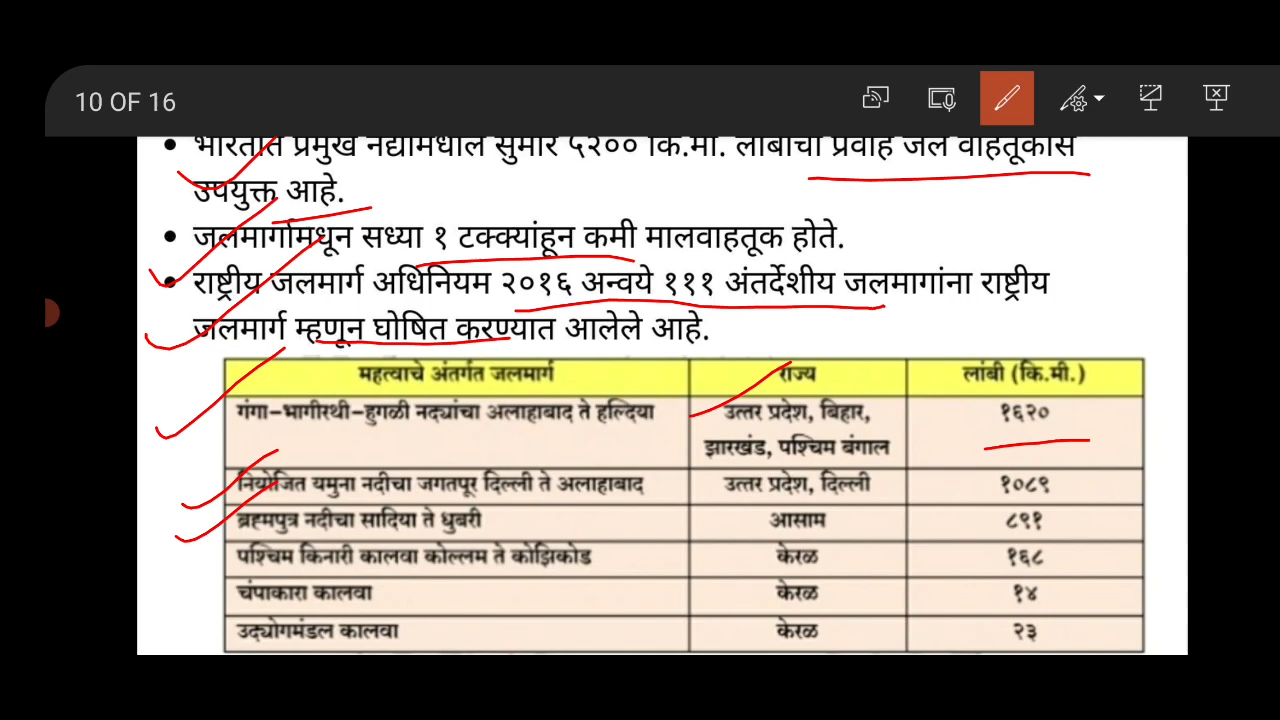 10 OF 16
• भारतात प्रमुख नद्यांमधील सुमारे ५२०० कि.मी. लांबीचा प्रवाह जल वाहतूकीस
उपयुक्त आहे.
• जलमार्गांमधून सध्या १ टक्क्यांहून कमी मालवाहतूक होते.
• राष्ट्रीय जलमार्ग अधिनियम २०१६ अन्वये १११ अंतर्देशीय जलमागांना राष्ट्रीय
जलमार्ग म्हणून घोषित करण्यात आलेले आहे.
महत्वाचे अंतर्गत जलमार्ग राज्य लांबी (कि.मी.)
गंगा-भागीरथी-हुगळी नद्यांचा अलाहाबाद ते हल्दिया उत्तर प्रदेश, बिहार, १६२०
झारखंड, पश्चिम बंगाल
नियोजित यमुना नदीचा जगतपूर दिल्ली ते अलाहाबाद उत्तर प्रदेश, दिल्ली १०८९
ब्रह्मपुत्र नदीचा सादिया ते धुबरी आसाम ८९१
पश्चिम किनारी कालवा कोल्लम ते कोझिकोड केरळ १६८
चंपाकारा कालवा केरळ १४
उद्योगमंडल कालवा केरळ २३